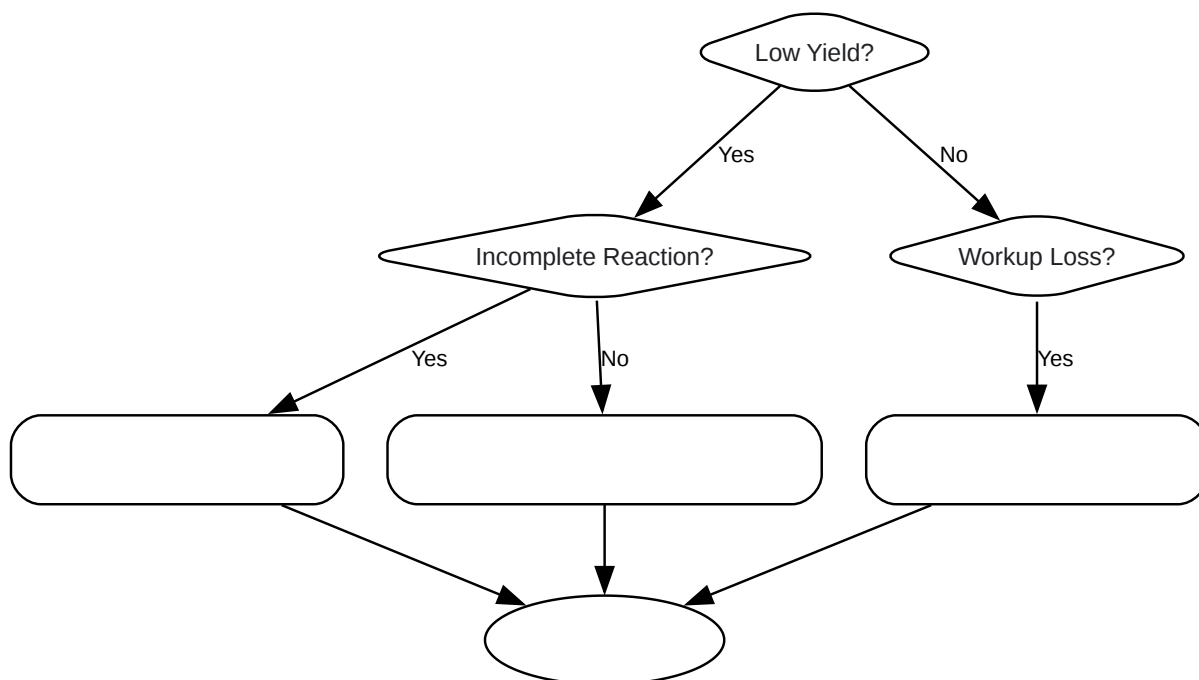 Low Yield?
Yes
No
Incomplete Reaction?
Workup Loss?
Yes
No
Yes